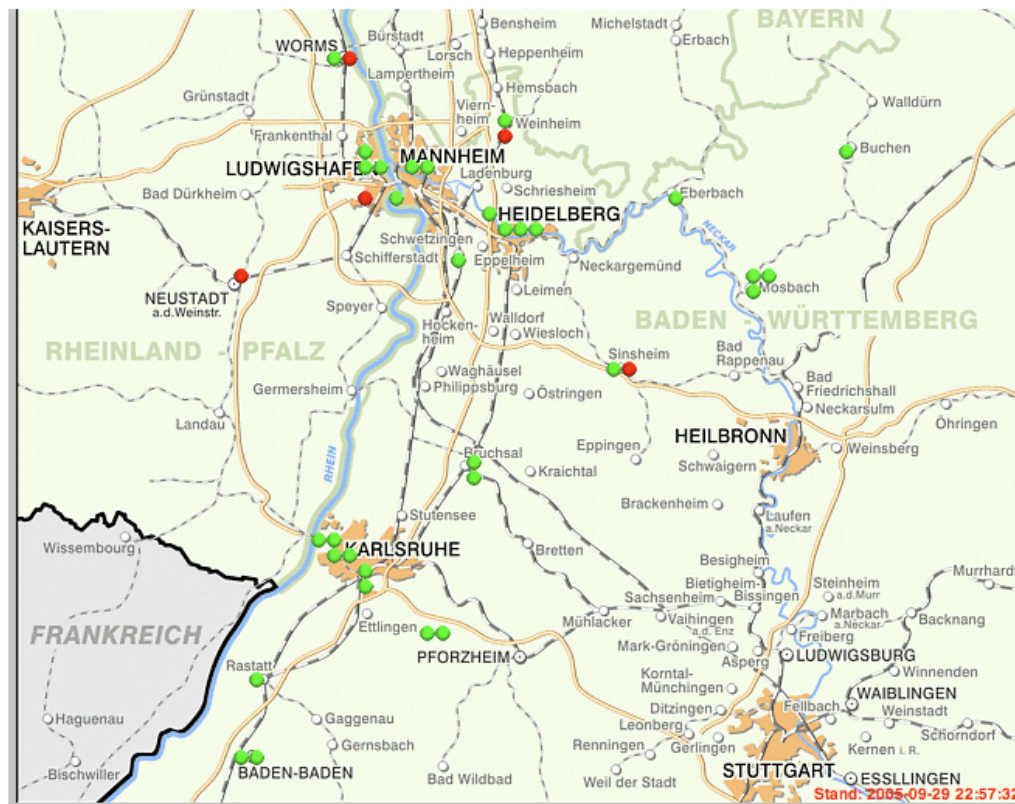 Michelstadt
BAYERN
Bensheim
Bürstadt
Erbach
WORMS
Lorsch
Heppenheim
Lampertheim
Hemsbach
Grünstadt
Viern-
heim
Walldürn
Weinheim
Frankenthal
Buchen
MANNHEIM
LUDWIGSHAFE
Ladenburg
Bad Dürkheim
Schriesheim
Eberbach
HEIDELBERG
KAISERS-
LAUTERN
NECKAR
Schwetzingen
Schifferstadt
Eppelheim
Neckargemünd
Mosbach
NEUSTADT
a.d.Weinstr.
Leimen
Speyer
Walldorf
Hocken-
heim
Wiesloch
BADEN - WÜRTTEMBERG
RHEINLAND - PFALZ
Sinsheim
Bad
Rappenau
Waghäusel
Philippsburg
Germersheim
Östringen
Bad
Friedrichshall
Neckarsulm
Landau
Öhringen
HEILBRONN
Eppingen
Weinsberg
RHEIN
Bruchsal
Schwaigern
Kraichtal
Brackenheim
Stutensee
Laufen
a.Neckar
Wissembourg
KARLSRUHE
Bretten
Besigheim
Murrhardt
Bietigheim-
Bissingen
Steinheim
a.d.Murr
Sachsenheim
Marbach
a.Neckar
FRANKREICH
Ettlingen
Mühlacker
Vaihingen
a.d. Enz
Backnang
Freiberg
PFORZHEIM
Mark-Gröningen
Asperg
LUDWIGSBURG
Rastatt
Korntal-
Münchingen
Winnenden
WAIBLINGEN
Haguenau
Gaggenau
Ditzingen
Fellbach
Weinstadt
Leonberg
Schorndorf
Gernsbach
Renningen
Gerlingen
Kernen i. R.
Bischwiller
BADEN-BADEN
Bad Wildbad
Weil der Stadt
STUTTGART
ESSLLINGEN
Stand: 2005-09-29 22:57:32